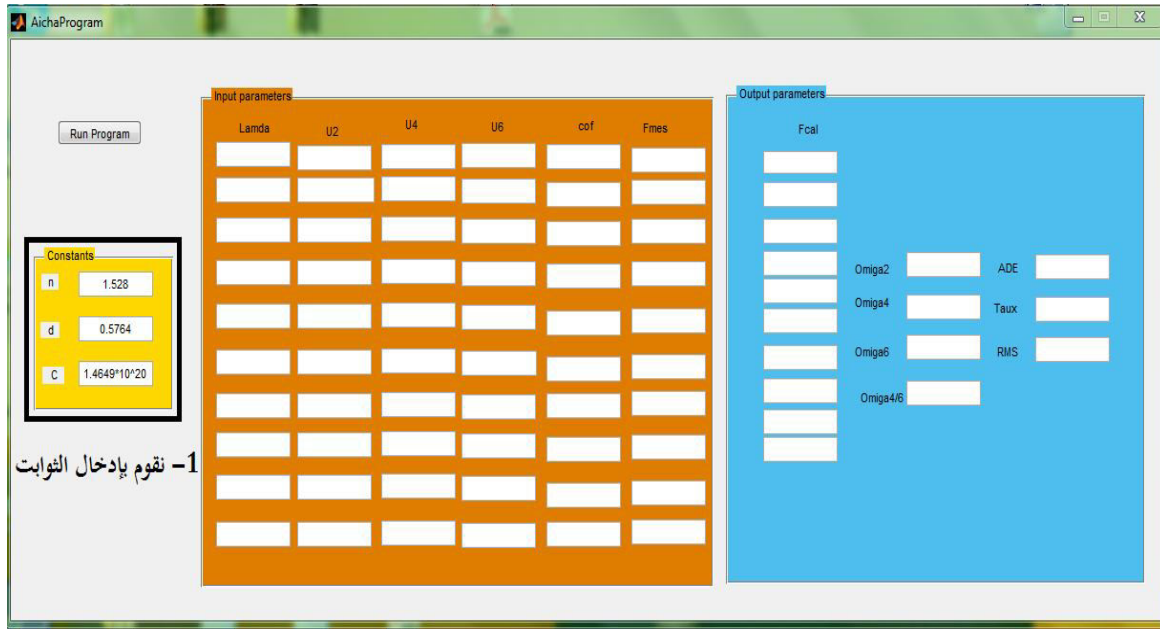 AichaProgram
Run Program
Constants
n 1.528
d 0.5764
C 1.4649*10^20
1- نقوم بإدخال الثوابت
Input parameters
Lamda U2 U4 U6 cof Fmes
Output parameters
Fcal
Omiga2 ADE
Omiga4 Taux
Omiga6 RMS
Omiga4/6